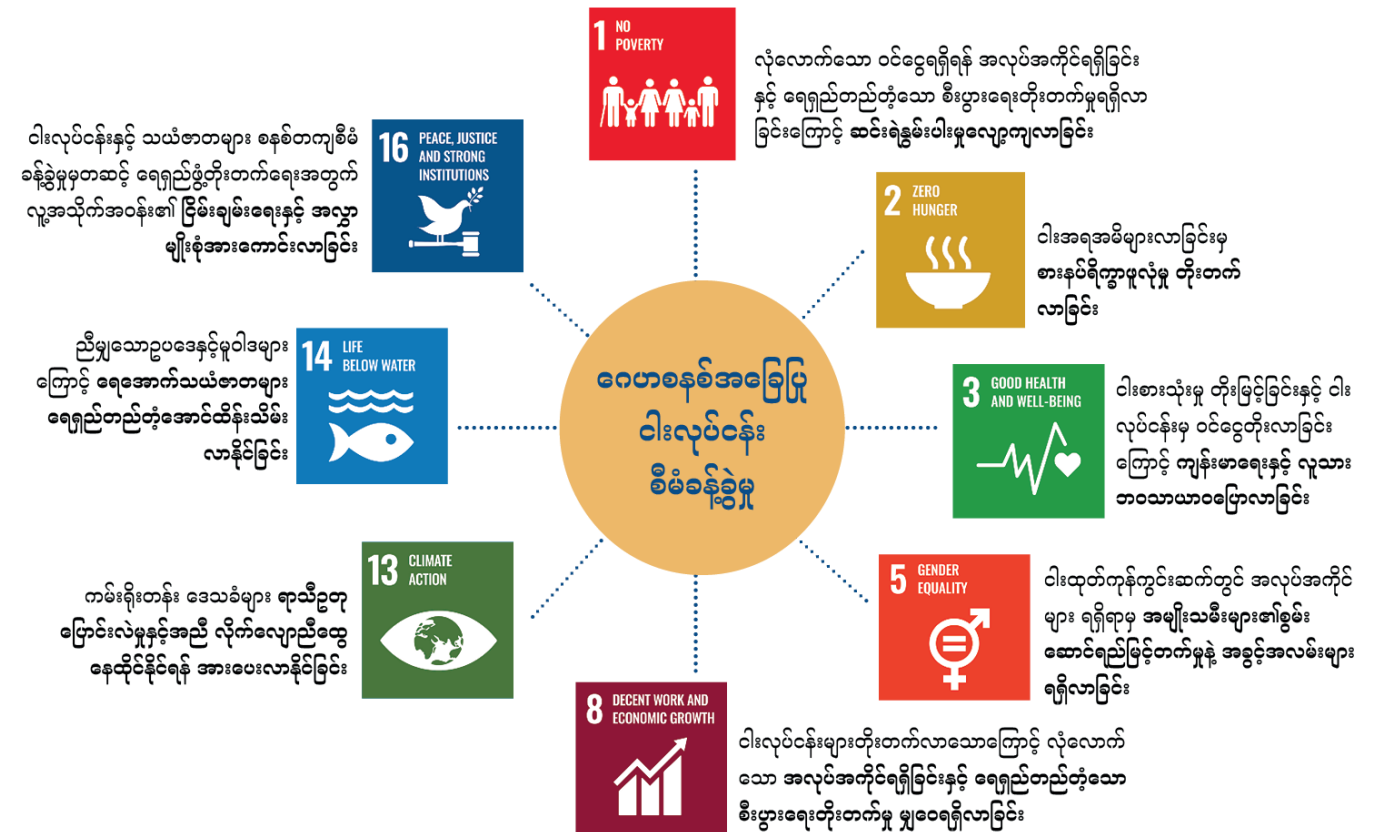 1 NO
POVERTY
လုံလောက်သော ဝင်ငွေရရှိရန် အလုပ်အကိုင်ရရှိခြင်း
နှင့် ရေရှည်တည်တံ့သော စီးပွားရေးတိုးတက်မှုရရှိလာ
ခြင်းကြောင့် ဆင်းရဲနွမ်းပါးမှုလျော့ကျလာခြင်း
2 ZERO
HUNGER
ငါးအရအမိများလာခြင်းမှ
စားနပ်ရိက္ခာဖူလုံမှု တိုးတက်
လာခြင်း
3 GOOD HEALTH
AND WELL-BEING
ငါးစားသုံးမှု တိုးမြင့်ခြင်းနှင့် ငါး
လုပ်ငန်းမှ ဝင်ငွေတိုးလာခြင်း
ကြောင့် ကျန်းမာရေးနှင့် လူသား
ဘဝသာယာဝပြောလာခြင်း
5 GENDER
EQUALITY
ငါးထုတ်ကုန်ကွင်းဆက်တွင် အလုပ်အကိုင်
များ ရရှိရာမှ အမျိုးသမီးများ၏စွမ်း
ဆောင်ရည်မြင့်တက်မှုနဲ့ အခွင့်အလမ်းများ
ရရှိလာခြင်း
8 DECENT WORK AND
ECONOMIC GROWTH
ငါးလုပ်ငန်းများတိုးတက်လာသောကြောင့် လုံလောက်
သော အလုပ်အကိုင်ရရှိခြင်းနှင့် ရေရှည်တည်တံ့သော
စီးပွားရေးတိုးတက်မှု မျှဝေရရှိလာခြင်း
13 CLIMATE
ACTION
ကမ်းရိုးတန်း ဒေသခံများ ရာသီဥတု
ပြောင်းလဲမှုနှင့်အညီ လိုက်လျောညီထွေ
နေထိုင်နိုင်ရန် အားပေးလာနိုင်ခြင်း
14 LIFE
BELOW WATER
ညီမျှသောဥပဒေနှင့်မူဝါဒများ
ကြောင့် ရေအောက်သယံဇာတများ
ရေရှည်တည်တံ့အောင်ထိန်းသိမ်း
လာနိုင်ခြင်း
16 PEACE, JUSTICE
AND STRONG
INSTITUTIONS
ငါးလုပ်ငန်းနှင့် သယံဇာတများ စနစ်တကျစီမံ
ခန့်ခွဲမှုမှတဆင့် ရေရှည်ဖွံ့တိုးတက်ရေးအတွက်
လူ့အသိုက်အဝန်း၏ ငြိမ်းချမ်းရေးနှင့် အလွှာ
မျိုးစုံအားကောင်းလာခြင်း
ဂေဟစနစ်အခြေပြု
ငါးလုပ်ငန်း
စီမံခန့်ခွဲမှု